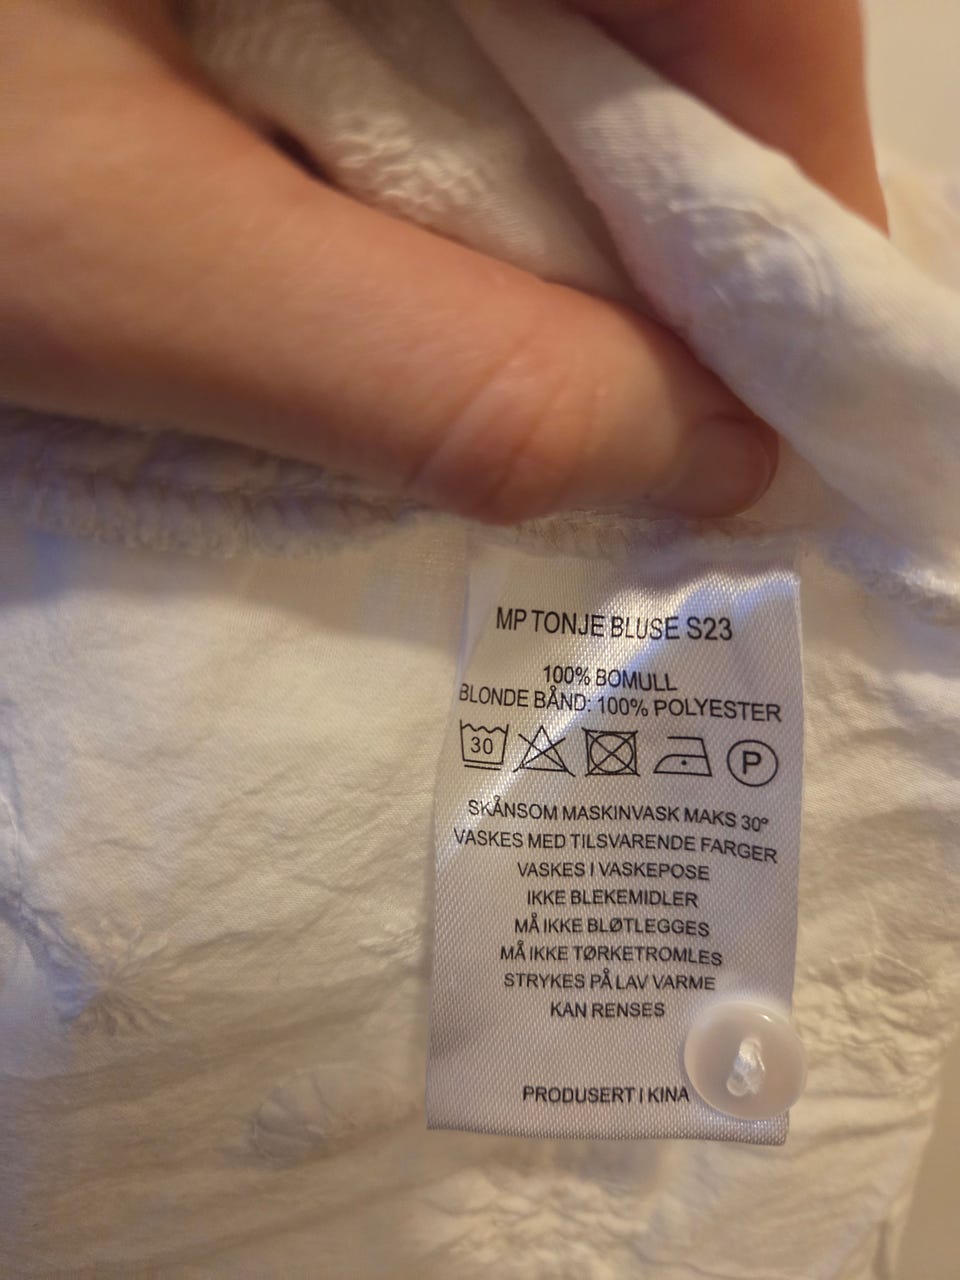 MP TONJE BLUSE S23
100% BOMULL
BLONDE BÅND: 100% POLYESTER
30 P
SKÅNSOM MASKINVASK MAKS 30°
VASKES MED TILSVARENDE FARGER
VASKES I VASKEPOSE
IKKE BLEKEMIDLER
MÅ IKKE BLØTLEGGES
MÅ IKKE TØRKETROMLES
STRYKES PÅ LAV VARME
KAN RENSES
PRODUSERT I KINA